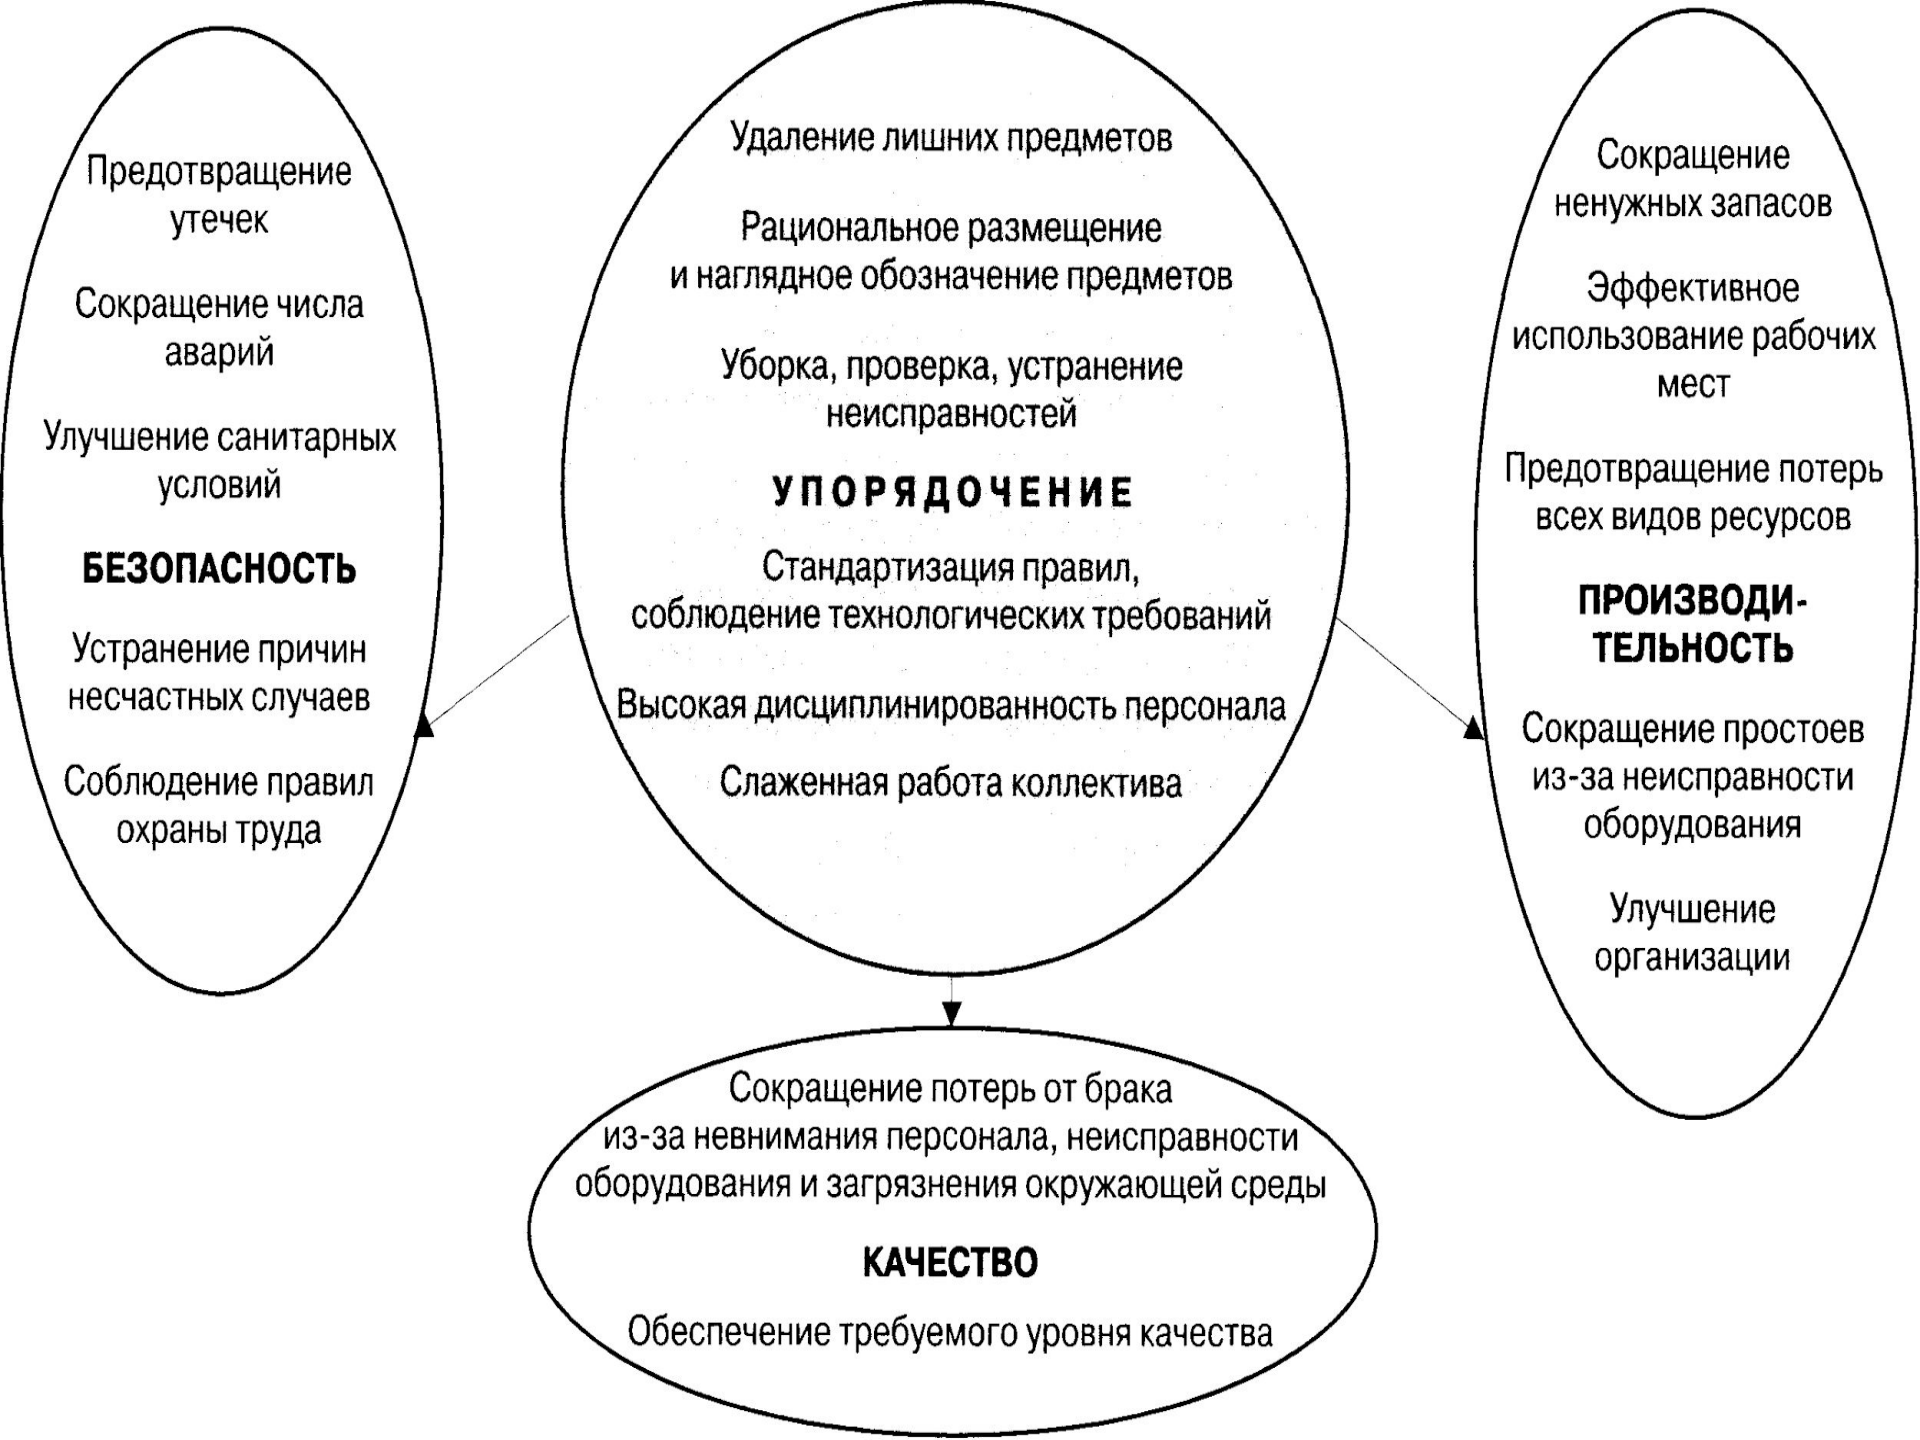 Предотвращение
утечек
Сокращение числа
аварий
Улучшение санитарных
условий
БЕЗОПАСНОСТЬ
Устранение причин
несчастных случаев
Соблюдение правил
охраны труда
Удаление лишних предметов
Рациональное размещение
и наглядное обозначение предметов
Уборка, проверка, устранение
неисправностей
УПОРЯДОЧЕНИЕ
Стандартизация правил,
соблюдение технологических требований
Высокая дисциплинированность персонала
Слаженная работа коллектива
Сокращение
ненужных запасов
Эффективное
использование рабочих
мест
Предотвращение потерь
всех видов ресурсов
ПРОИЗВОДИ-
ТЕЛЬНОСТЬ
Сокращение простоев
из-за неисправности
оборудования
Улучшение
организации
Сокращение потерь от брака
из-за невнимания персонала, неисправности
оборудования и загрязнения окружающей среды
КАЧЕСТВО
Обеспечение требуемого уровня качества